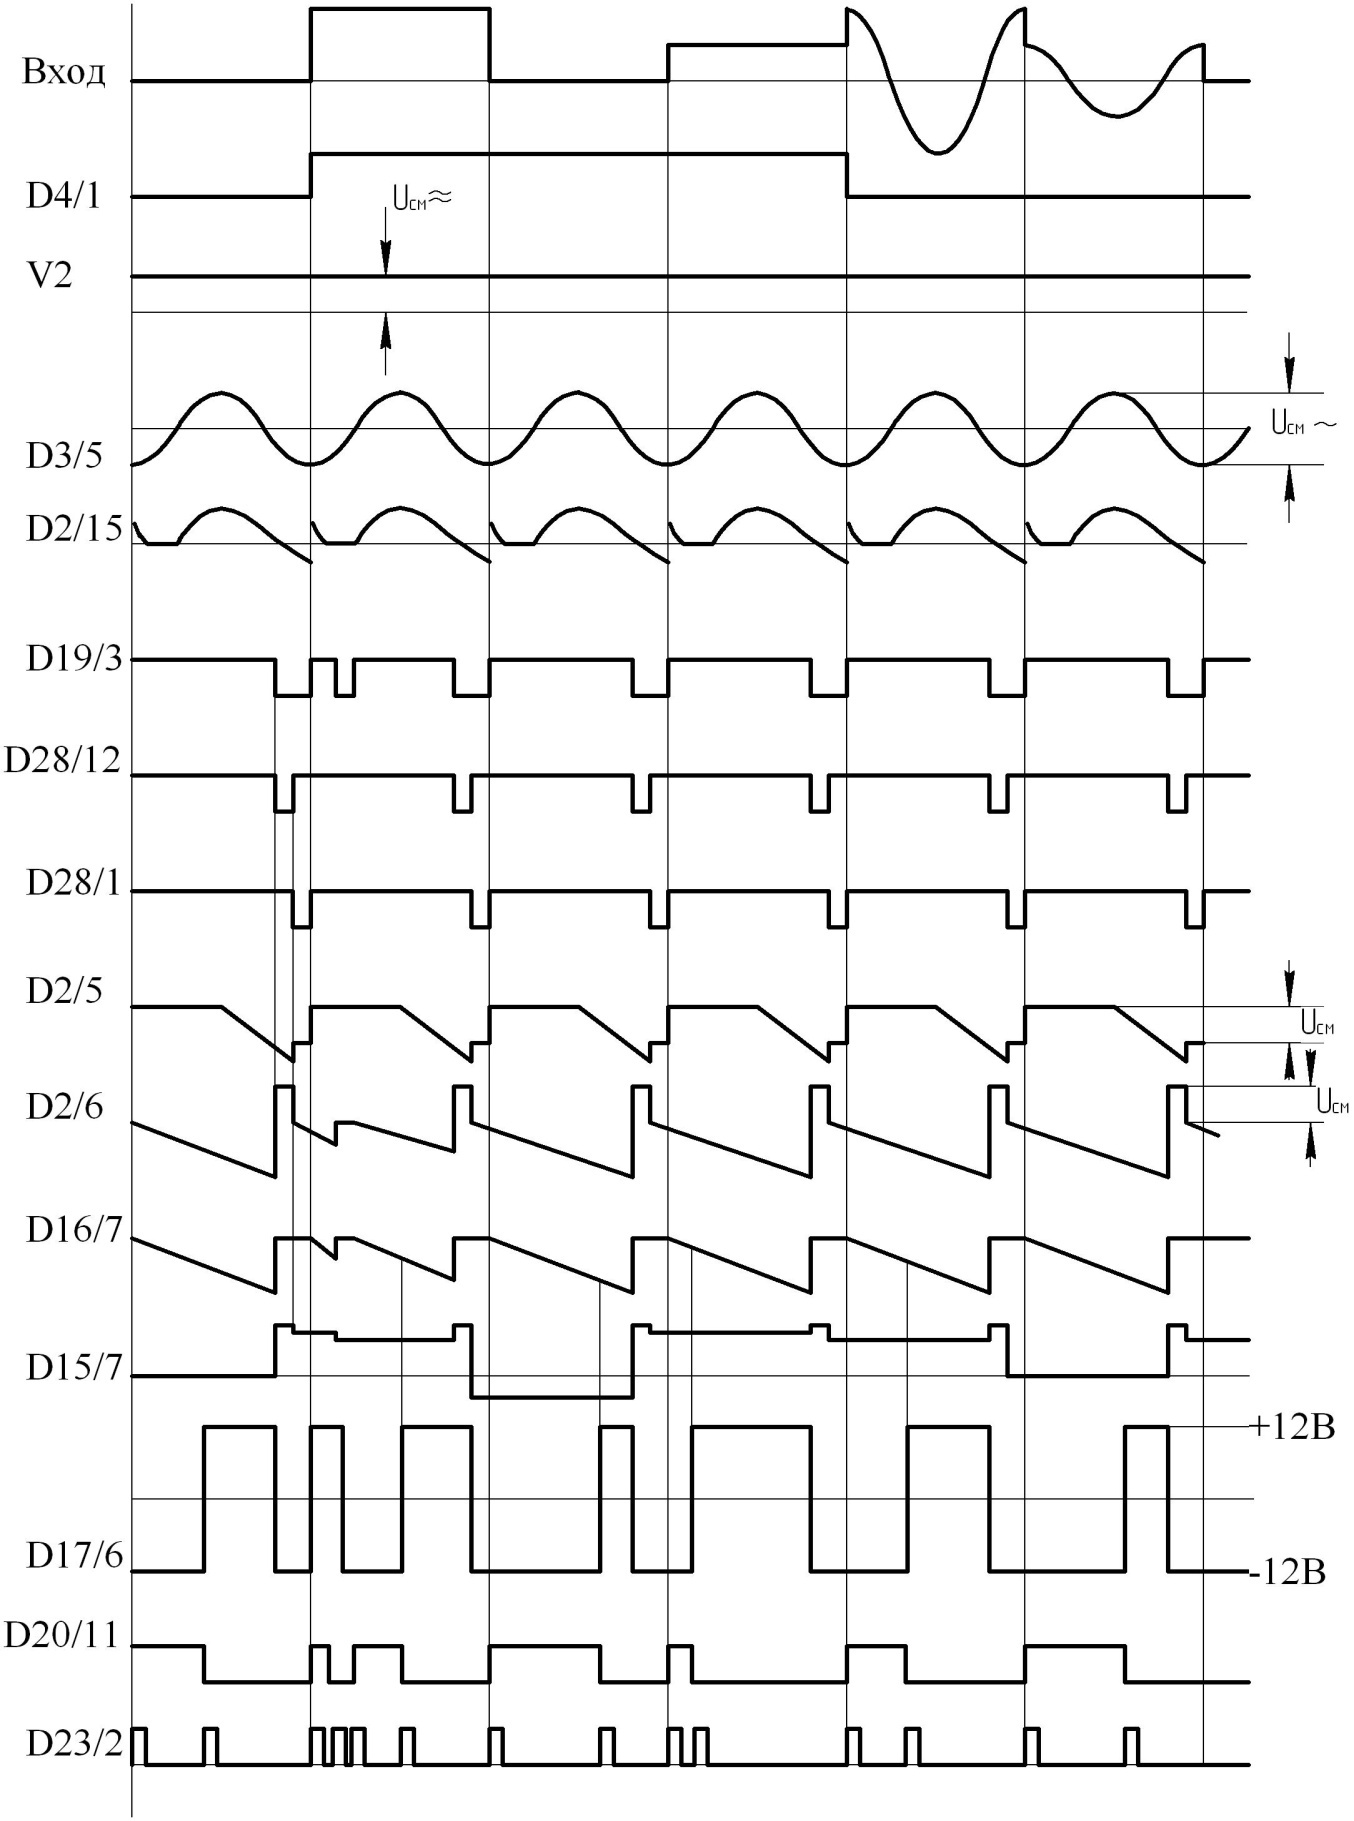 Вход
D4/1
Uсм≈
V2
D3/5
Uсм ~
D2/15
D19/3
D28/12
D28/1
D2/5
Uсм
D2/6
Uсм
D16/7
D15/7
+12В
D17/6
-12В
D20/11
D23/2